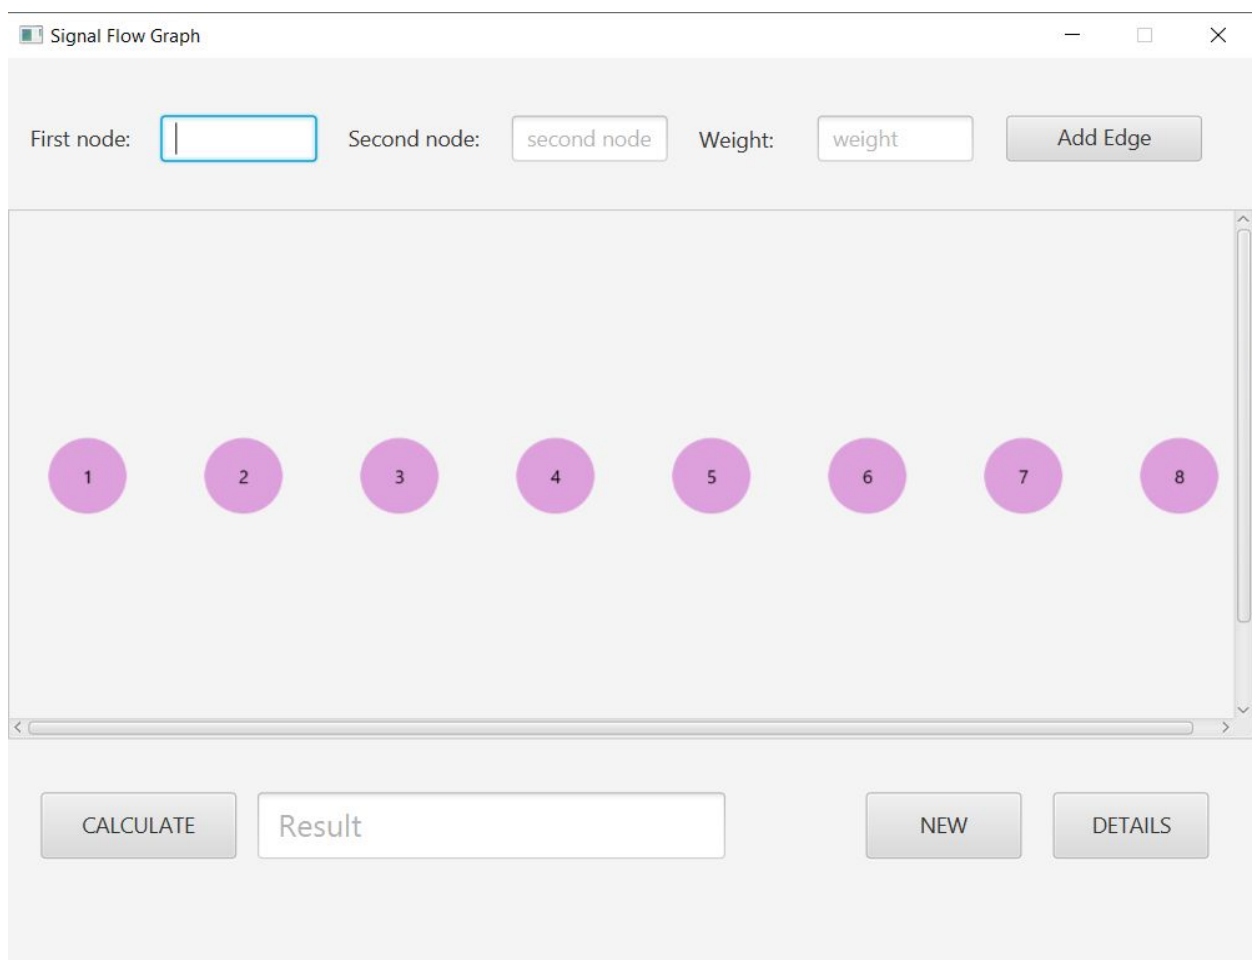 Signal Flow Graph
First node: Second node: second node Weight: weight Add Edge
1 2 3 4 5 6 7 8
CALCULATE Result NEW DETAILS